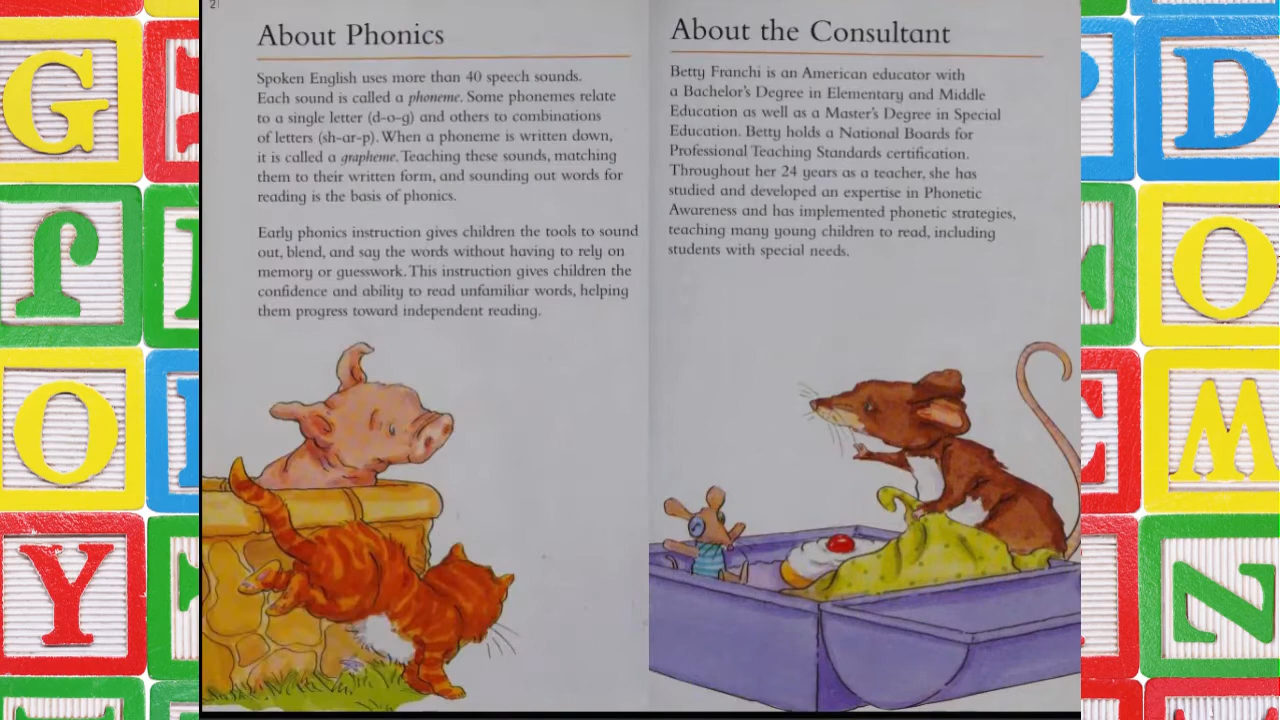 2
About Phonics
Spoken English uses more than 40 speech sounds.
Each sound is called a phoneme. Some phonemes relate
to a single letter (d-o-g) and others to combinations
of letters (sh-ar-p). When a phoneme is written down,
it is called a grapheme. Teaching these sounds, matching
them to their written form, and sounding out words for
reading is the basis of phonics.
Early phonics instruction gives children the tools to sound
out, blend, and say the words without having to rely on
memory or guesswork. This instruction gives children the
confidence and ability to read unfamiliar words, helping
them progress toward independent reading.
About the Consultant
Betty Franchi is an American educator with
a Bachelor's Degree in Elementary and Middle
Education as well as a Master's Degree in Special
Education. Betty holds a National Boards for
Professional Teaching Standards certification.
Throughout her 24 years as a teacher, she has
studied and developed an expertise in Phonetic
Awareness and has implemented phonetic strategies,
teaching many young children to read, including
students with special needs.
G
O
Y
D
O
W
N